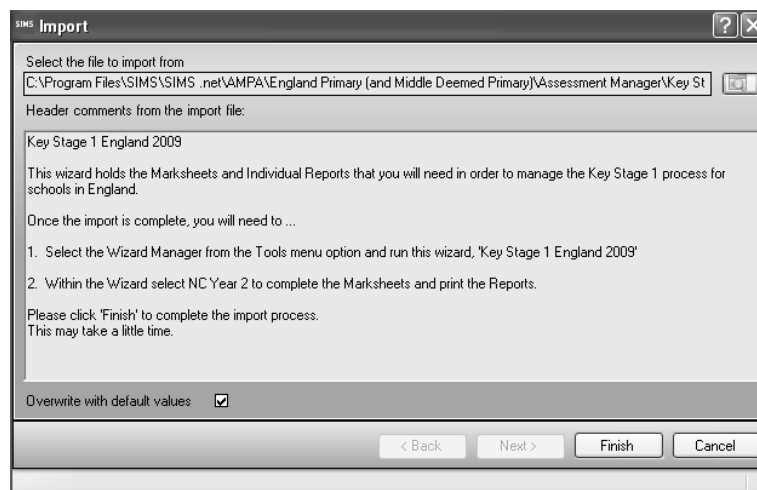 SIMS Import
Select the file to import from
C:\Program Files\SIMS\SIMS .net\AMPA\England Primary (and Middle Deemed Primary)\Assessment Manager\Key St
Header comments from the import file:
Key Stage 1 England 2009
This wizard holds the Marksheets and Individual Reports that you will need in order to manage the Key Stage 1 process for
schools in England.
Once the import is complete, you will need to ...
1. Select the Wizard Manager from the Tools menu option and run this wizard, 'Key Stage 1 England 2009'
2. Within the Wizard select NC Year 2 to complete the Marksheets and print the Reports.
Please click 'Finish' to complete the import process.
This may take a little time.
Overwrite with default values
< Back Next > Finish Cancel